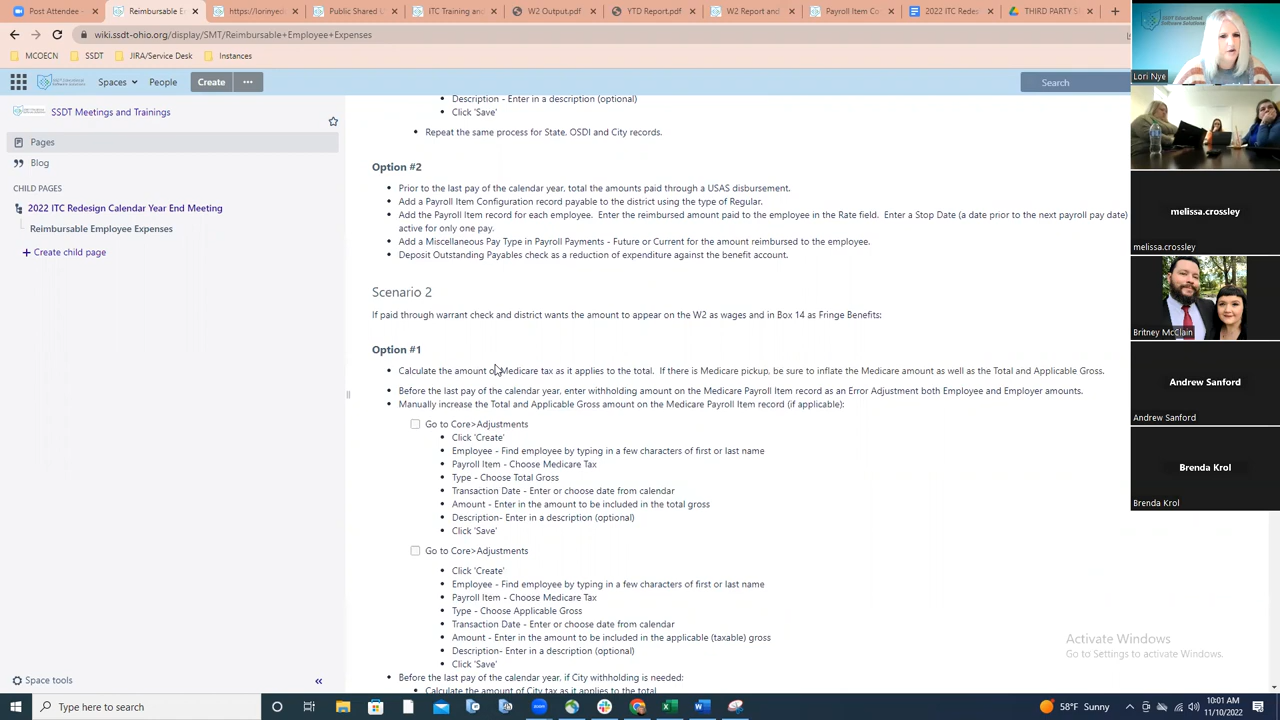 Reimbursable
W2 Output.pdf
YTD Report.pdf
W2 Report and
Payroll Item Co
2022 ITC Redes
THIRD PARTY S
ITC Training an
Public Shared
wiki.ssdt-ohio.org/display/SMT/Reimbursable+Employee+Expenses
MCOECN
SSDT
JIRA/Service Desk
Instances
Spaces
People
Create
Search
SSDT Meetings and Trainings
Pages
Blog
CHILD PAGES
2022 ITC Redesign Calendar Year End Meeting
Reimbursable Employee Expenses
Create child page
Space tools
Description - Enter in a description (optional)
Click 'Save'
Repeat the same process for State, OSDI and City records.
Option #2
Prior to the last pay of the calendar year, total the amounts paid through a USAS disbursement.
Add a Payroll Item Configuration record payable to the district using the type of Regular.
Add the Payroll Item record for each employee. Enter the reimbursed amount paid to the employee in the Rate field. Enter a Stop Date (a date prior to the next payroll pay date)
active for only one pay.
Add a Miscellaneous Pay Type in Payroll Payments - Future or Current for the amount reimbursed to the employee.
Deposit Outstanding Payables check as a reduction of expenditure against the benefit account.
Scenario 2
If paid through warrant check and district wants the amount to appear on the W2 as wages and in Box 14 as Fringe Benefits:
Option #1
Calculate the amount of Medicare tax as it applies to the total. If there is Medicare pickup, be sure to inflate the Medicare amount as well as the Total and Applicable Gross.
Before the last pay of the calendar year, enter withholding amount on the Medicare Payroll Item record as an Error Adjustment both Employee and Employer amounts.
Manually increase the Total and Applicable Gross amount on the Medicare Payroll Item record (if applicable):
Go to Core>Adjustments
Click 'Create'
Employee - Find employee by typing in a few characters of first or last name
Payroll Item - Choose Medicare Tax
Type - Choose Total Gross
Transaction Date - Enter or choose date from calendar
Amount - Enter in the amount to be included in the total gross
Description- Enter in a description (optional)
Click 'Save'
Go to Core>Adjustments
Click 'Create'
Employee - Find employee by typing in a few characters of first or last name
Payroll Item - Choose Medicare Tax
Type - Choose Applicable Gross
Transaction Date - Enter or choose date from calendar
Amount - Enter in the amount to be included in the applicable (taxable) gross
Description- Enter in a description (optional)
Click 'Save'
Before the last pay of the calendar year, if City withholding is needed:
Calculate the amount of City tax as it applies to the total
Lori Nye
melissa.crossley
melissa.crossley
Britney McClain
Andrew Sanford
Andrew Sanford
Brenda Krol
Brenda Krol
Activate Windows
Go to Settings to activate Windows.
Type here to search
58°F Sunny
10:01 AM
11/10/2022